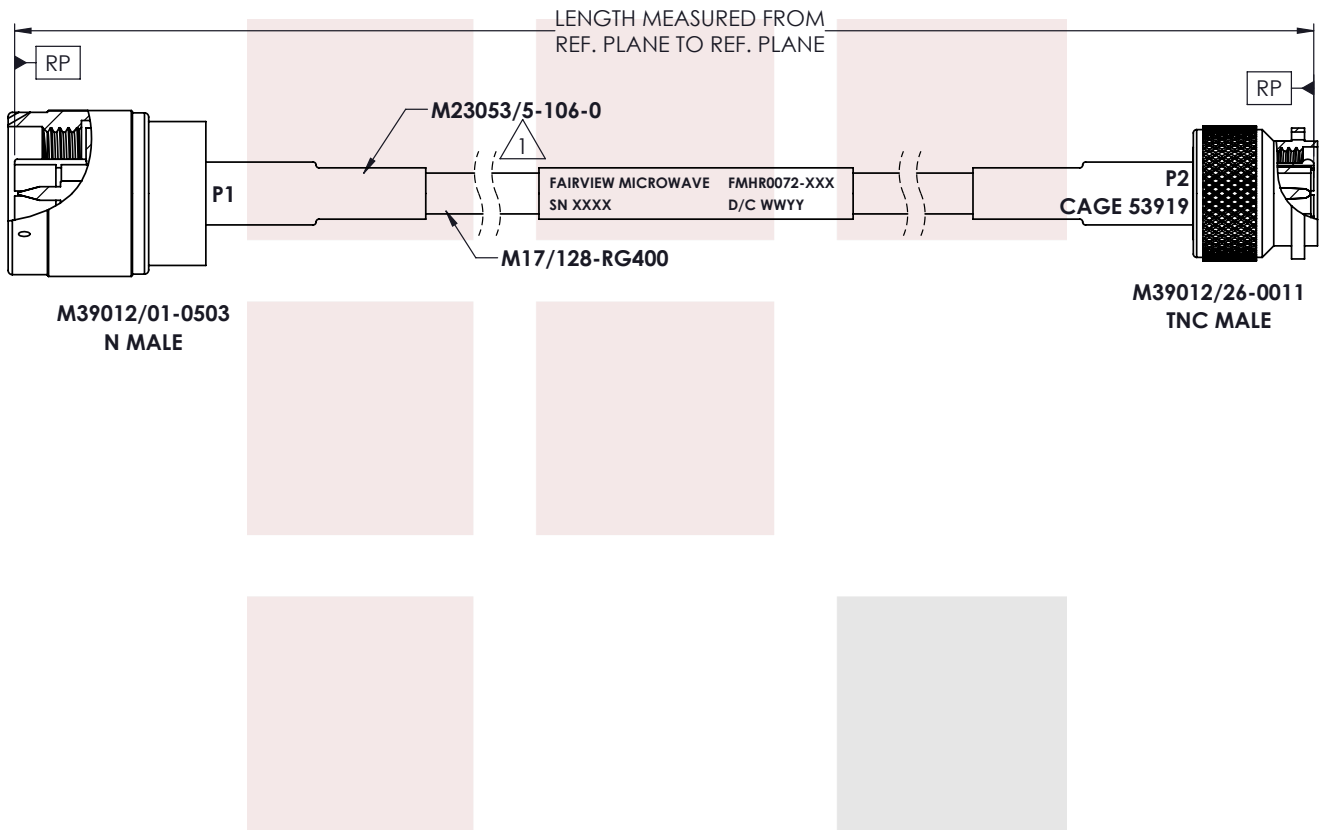 LENGTH MEASURED FROM
REF. PLANE TO REF. PLANE
RP
RP
M23053/5-106-0
1
P1
FAIRVIEW MICROWAVE FMHR0072-XXX
SN XXXX D/C WWYY
P2
CAGE 53919
M17/128-RG400
M39012/01-0503
N MALE
M39012/26-0011
TNC MALE